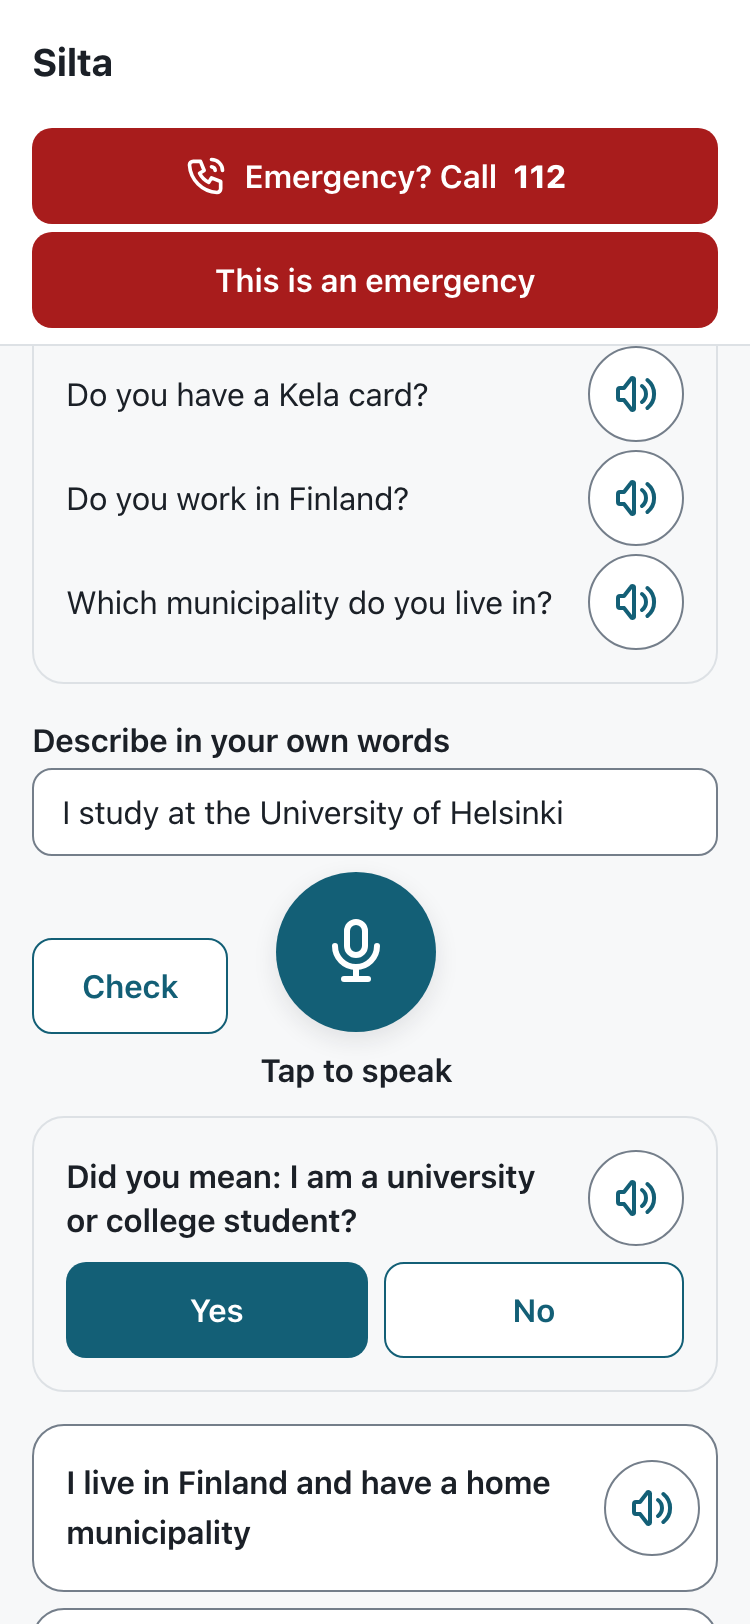 Silta
Emergency? Call 112
This is an emergency
Do you have a Kela card?
Do you work in Finland?
Which municipality do you live in?
Describe in your own words
I study at the University of Helsinki
Check
Tap to speak
Did you mean: I am a university
or college student?
Yes
No
I live in Finland and have a home
municipality